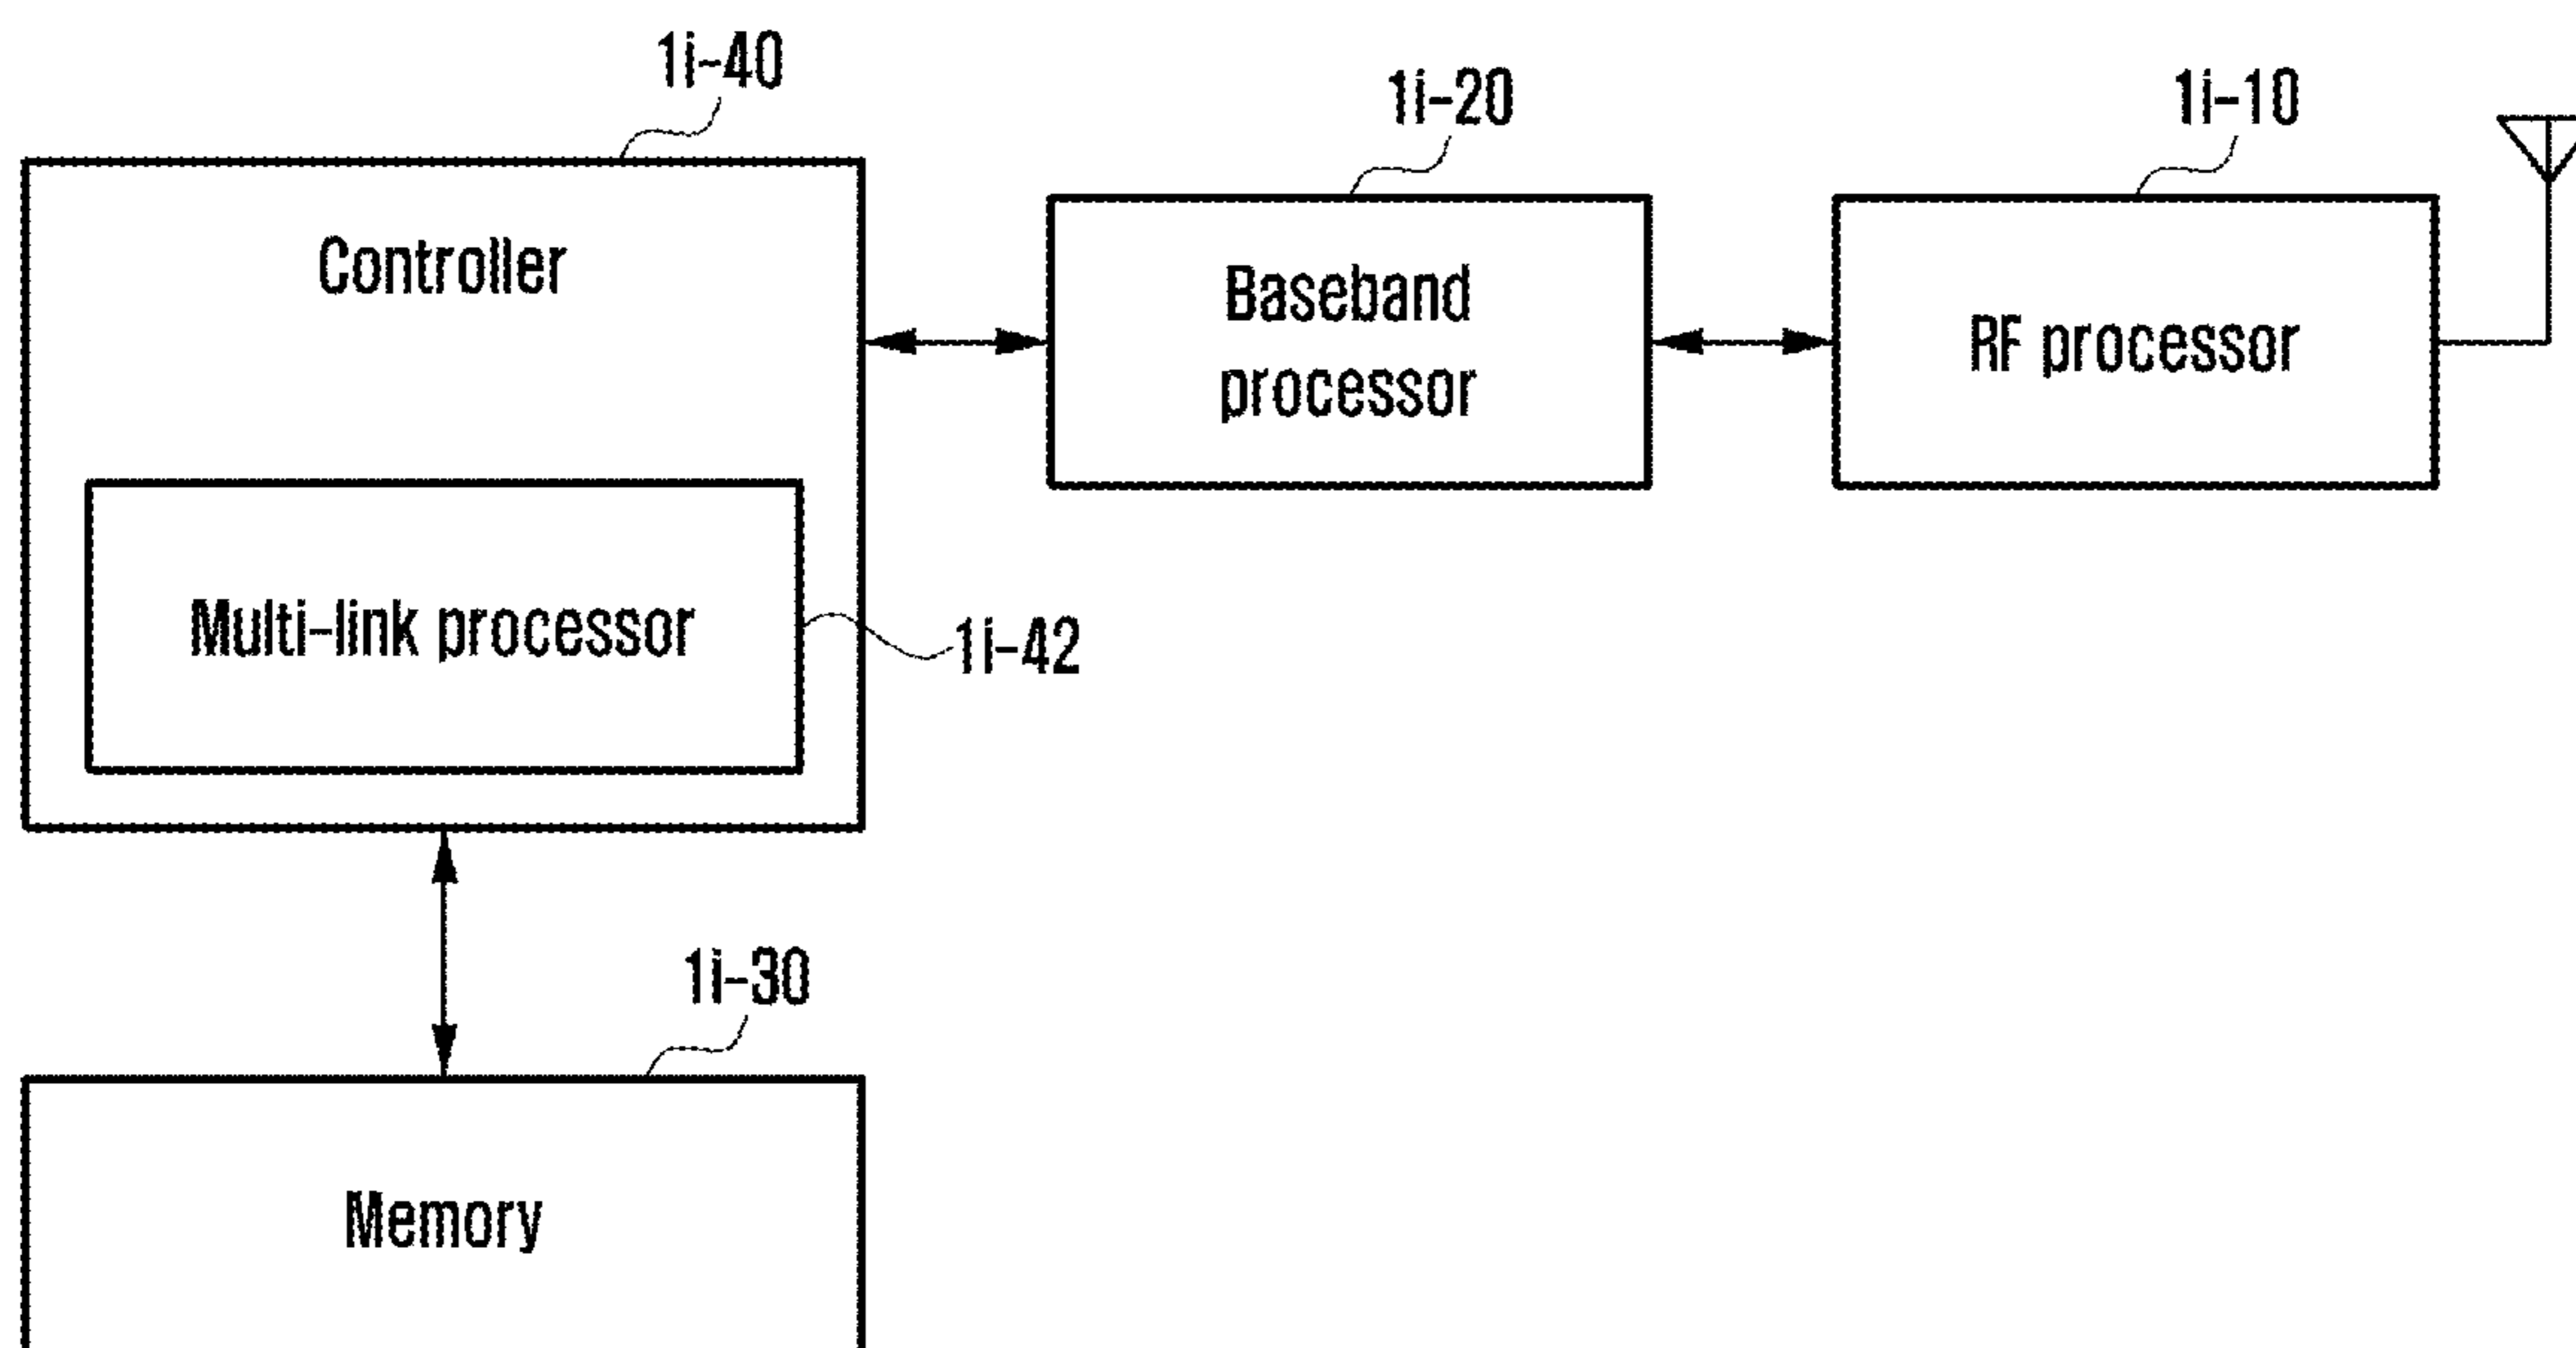 1i-40
1i-20
1i-10
Controller
Baseband
processor
RF processor
Multi-link processor
1i-42
1i-30
Memory